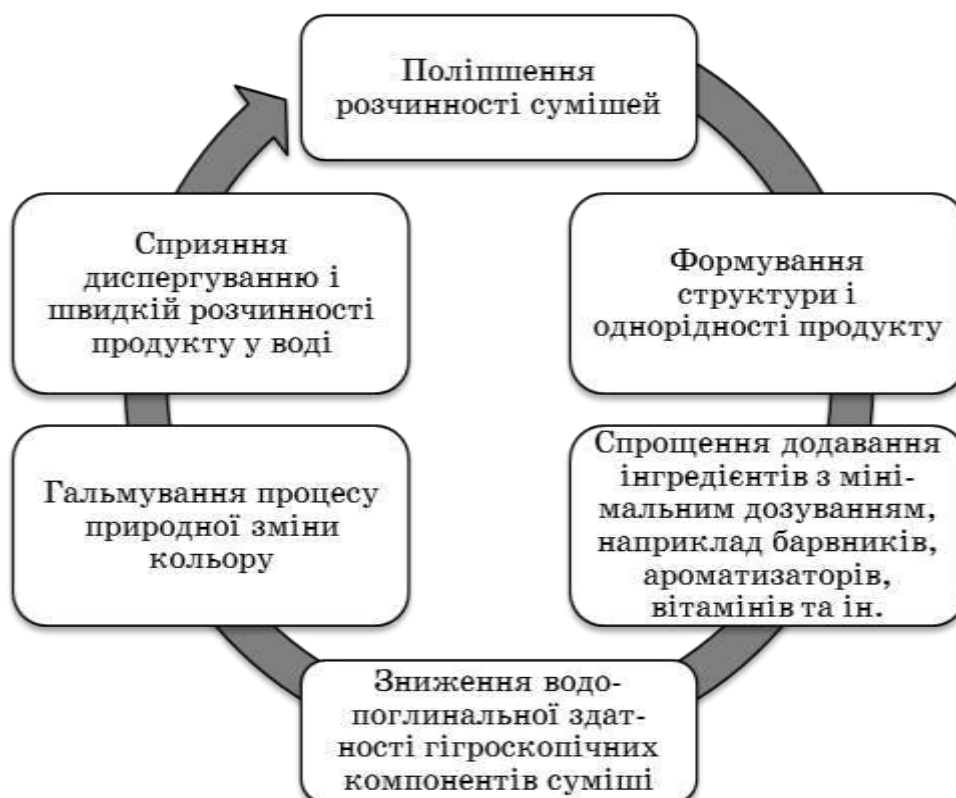 Поліпшення
розчинності сумішей
Формування
структури і
однорідності продукту
Спрощення додавання
інгредієнтів з міні-
мальним дозуванням,
наприклад барвників,
ароматизаторів,
вітамінів та ін.
Зниження водо-
поглинальної здат-
ності гігроскопічних
компонентів суміші
Гальмування процесу
природної зміни
кольору
Сприяння
диспергуванню і
швидкій розчинності
продукту у воді